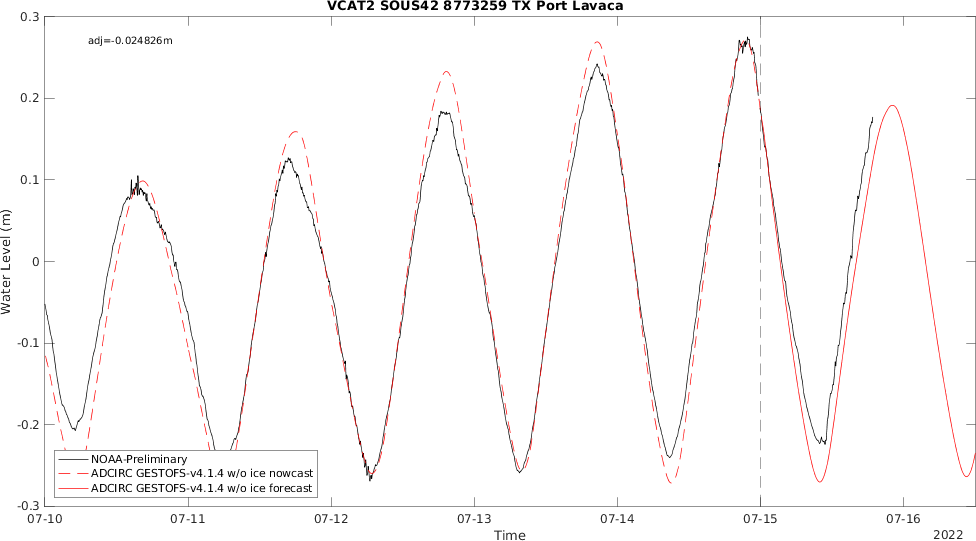 VCAT2 SOUS42 8773259 TX Port Lavaca
0.3
adj=-0.024826m
0.2
0.1
0
-0.1
-0.2
-0.3
Water Level (m)
NOAA-Preliminary
ADCIRC GESTOFS-v4.1.4 w/o ice nowcast
ADCIRC GESTOFS-v4.1.4 w/o ice forecast
07-10 07-11 07-12 07-13 07-14 07-15 07-16
Time
2022